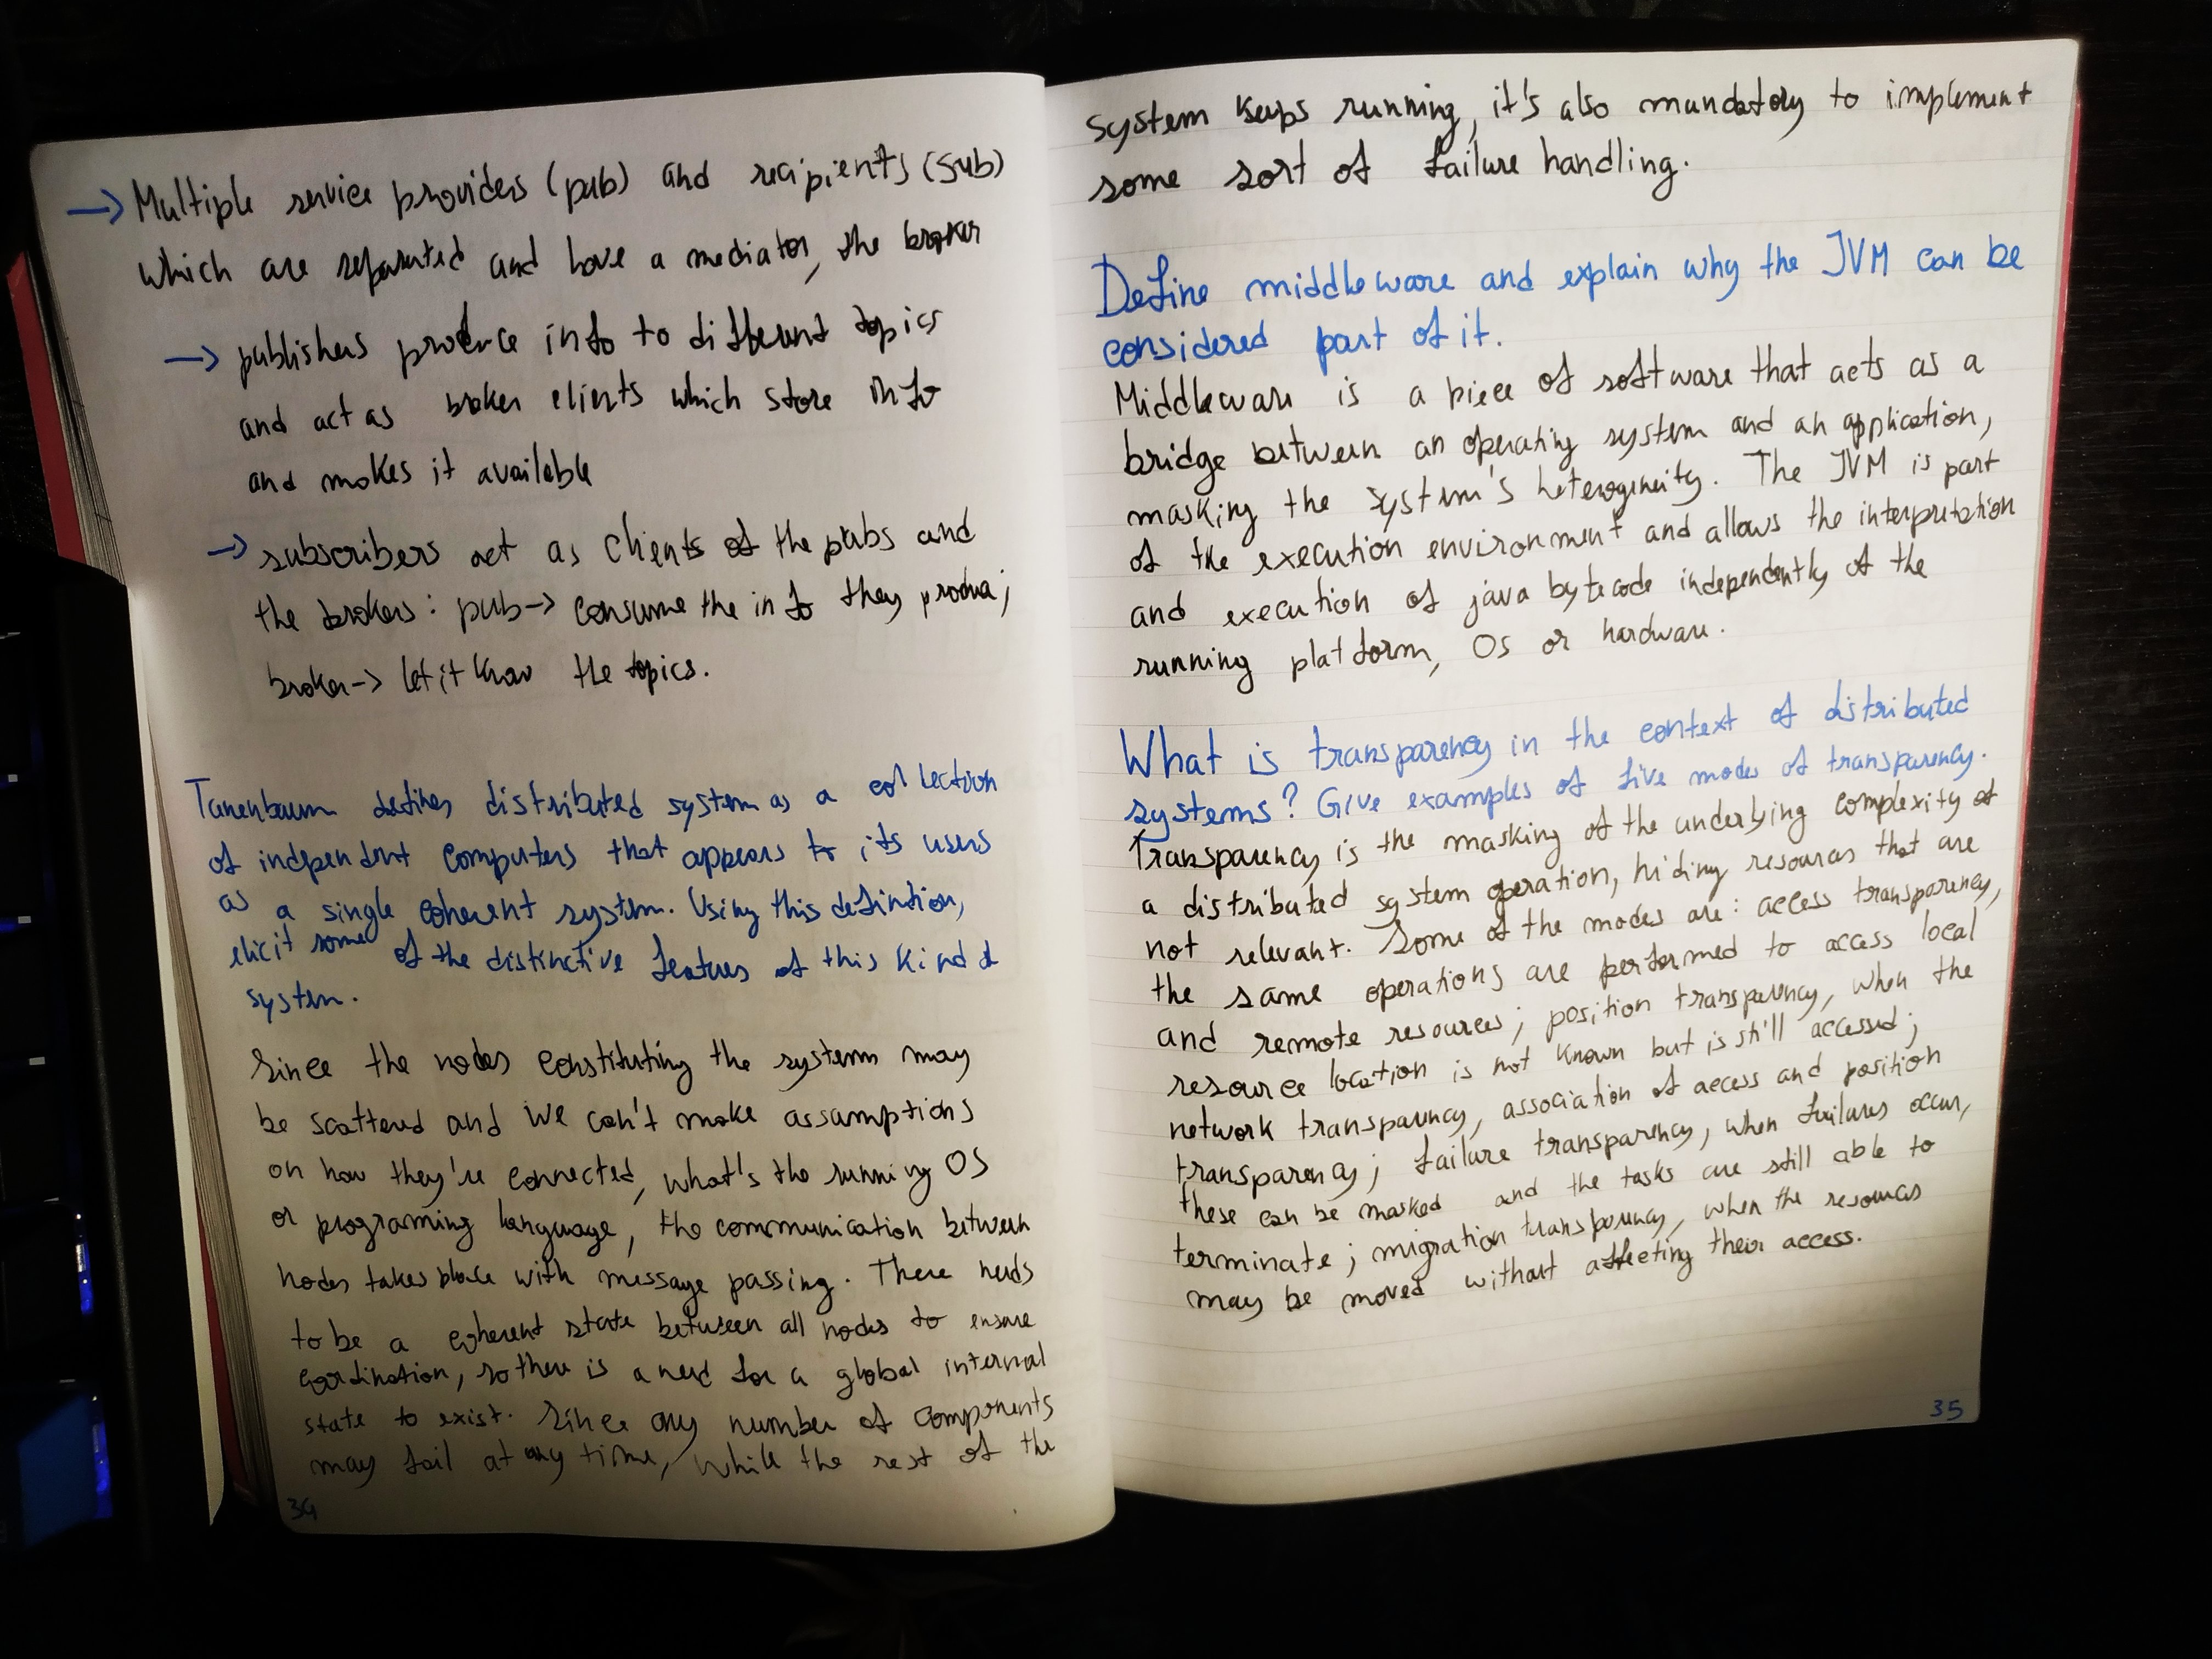 → Multiple service providers (pub) and recipients (sub)
which are separated and have a mediator, the broker
→ publishers produce info to different topics
and act as broker clients which store info
and makes it available
→ subscribers act as clients of the pubs and
the brokers: pub-> consume the info they produce;
broker-> let it know the topics.
Tanenbaum defines distributed system as a collection
of independent computers that appears to its users
as a single coherent system. Using this definition,
elicit some of the distinctive features of this kind of
system.
Since the nodes constituting the system may
be scattered and we can't make assumptions
on how they're connected, what's the running OS
or programing language, the communication between
nodes takes place with message passing. There needs
to be a coherent state between all nodes to ensure
coordination, so there is a need for a global internal
state to exist. Since any number of components
may fail at any time, while the rest of the
34
system keeps running, it's also mandatory to implement
some sort of failure handling.
Define middleware and explain why the JVM can be
considered part of it.
Middleware is a piece of software that acts as a
bridge between an operating system and an application,
masking the system's heterogeneity. The JVM is part
of the execution environment and allows the interpretation
and execution of java bytecode independently of the
running platform, OS or hardware.
What is transparency in the context of distributed
systems? Give examples of five modes of transparency.
Transparency is the masking of the underlying complexity of
a distributed system operation, hiding resources that are
not relevant. Some of the modes are: access transparency,
the same operations are performed to access local
and remote resources; position transparency, when the
resource location is not known but is still accessed;
network transparency, association of access and position
transparency; failure transparency, when failures occur,
these can be masked and the tasks are still able to
terminate; migration transparency, when the resources
may be moved without affecting their access.
35